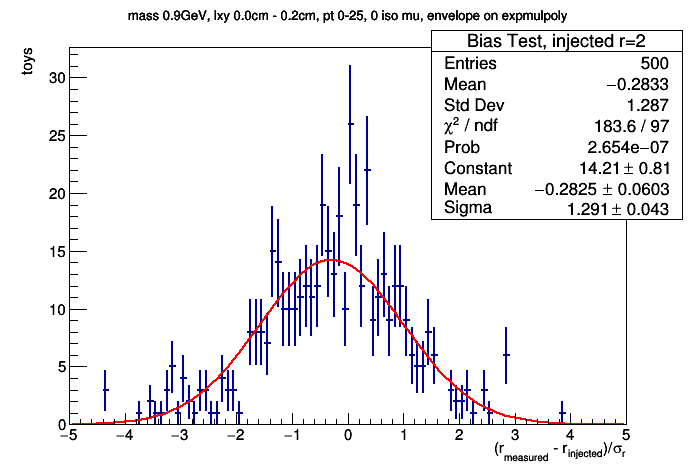 mass 0.9GeV, lxy 0.0cm - 0.2cm, pt 0-25, 0 iso mu, envelope on expmulpoly
Bias Test, injected r=2
Entries 500
Mean −0.2833
Std Dev 1.287
χ² / ndf 183.6 / 97
Prob 2.654e−07
Constant 14.21 ± 0.81
Mean −0.2825 ± 0.0603
Sigma 1.291 ± 0.043
toys
30
25
20
15
10
5
0
−5 −4 −3 −2 −1 0 1 2 3 4 5
(r_measured - r_injected)/σ_r